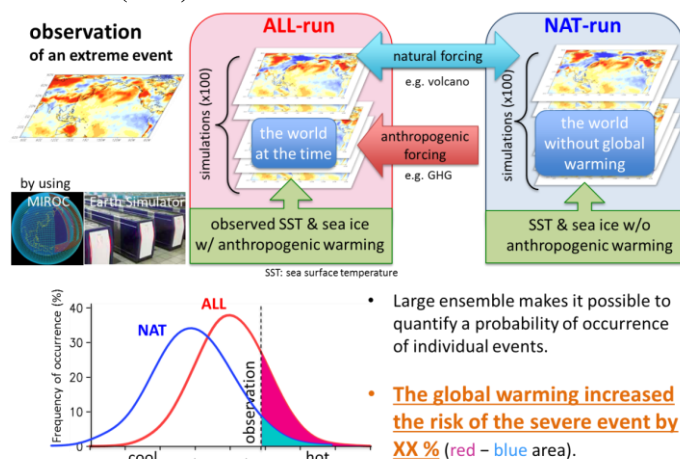 observation
of an extreme event
by using
MIROC
Earth Simulator
ALL-run
simulations (x100)
the world
at the time
observed SST & sea ice
w/ anthropogenic warming
natural forcing
e.g. volcano
anthropogenic
forcing
e.g. GHG
NAT-run
simulations (x100)
the world
without global
warming
SST & sea ice w/o
anthropogenic warming
SST: sea surface temperature
Frequency of occurrence (%)
40
30
20
10
0
NAT
ALL
observation
cool
hot
• Large ensemble makes it possible to
quantify a probability of occurrence
of individual events.
• The global warming increased
the risk of the severe event by
XX % (red – blue area).